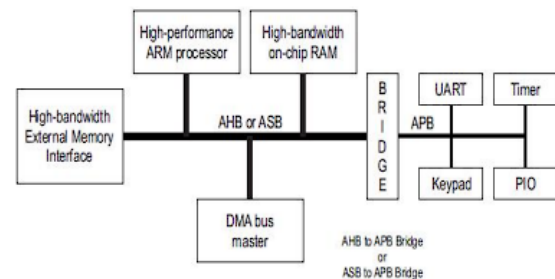 High-performance
ARM processor
High-bandwidth
on-chip RAM
High-bandwidth
External Memory
Interface
AHB or ASB
B
R
I
D
G
E
APB
UART
Timer
Keypad
PIO
DMA bus
master
AHB to APB Bridge
or
ASB to APB Bridge